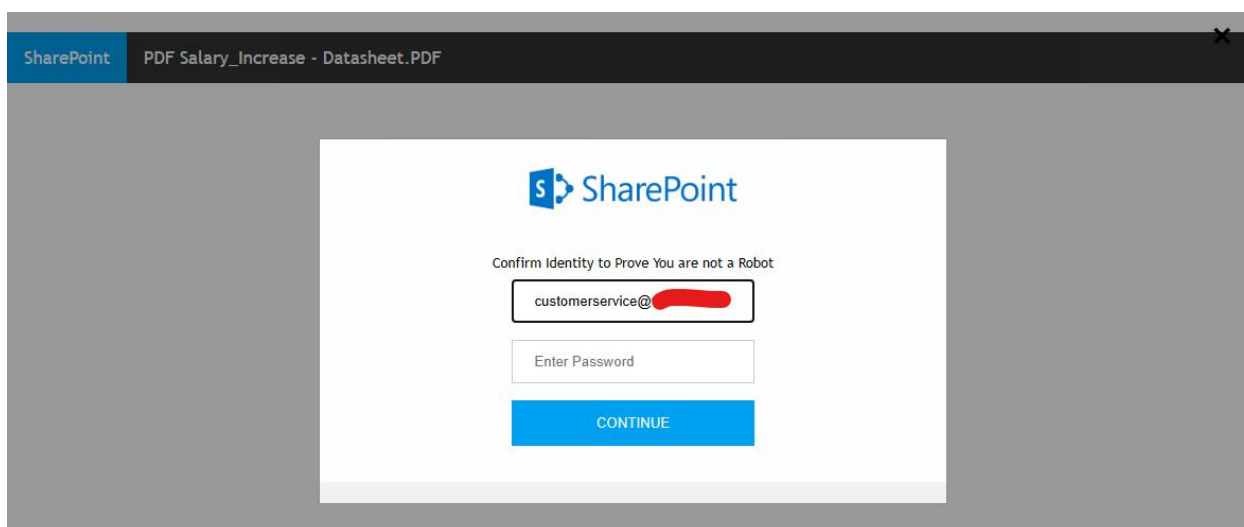 SharePoint PDF Salary_Increase - Datasheet.PDF
S SharePoint
Confirm Identity to Prove You are not a Robot
customerservice@
Enter Password
CONTINUE